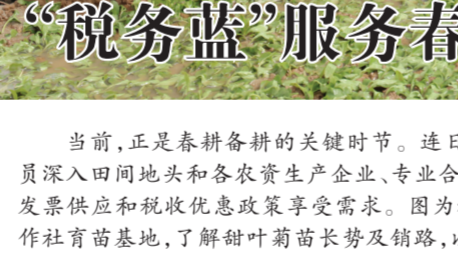 “税务蓝”服务春
当前,正是春耕备耕的关键时节。连日
员深入田间地头和各农资生产企业、专业合
发票供应和税收优惠政策享受需求。图为
作社育苗基地,了解甜叶菊苗长势及销路,